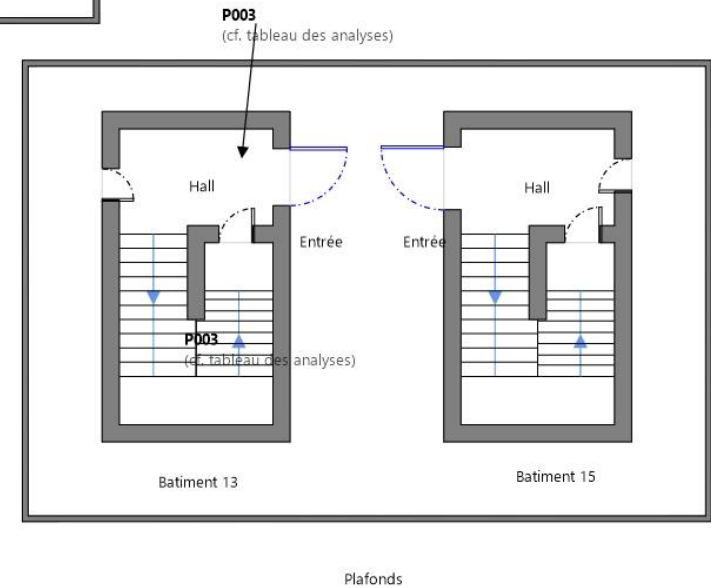 P003
(cf. tableau des analyses)
Hall
Hall
Entrée
Entrée
P003
(cf. tableau des analyses)
Batiment 13
Batiment 15
Plafonds